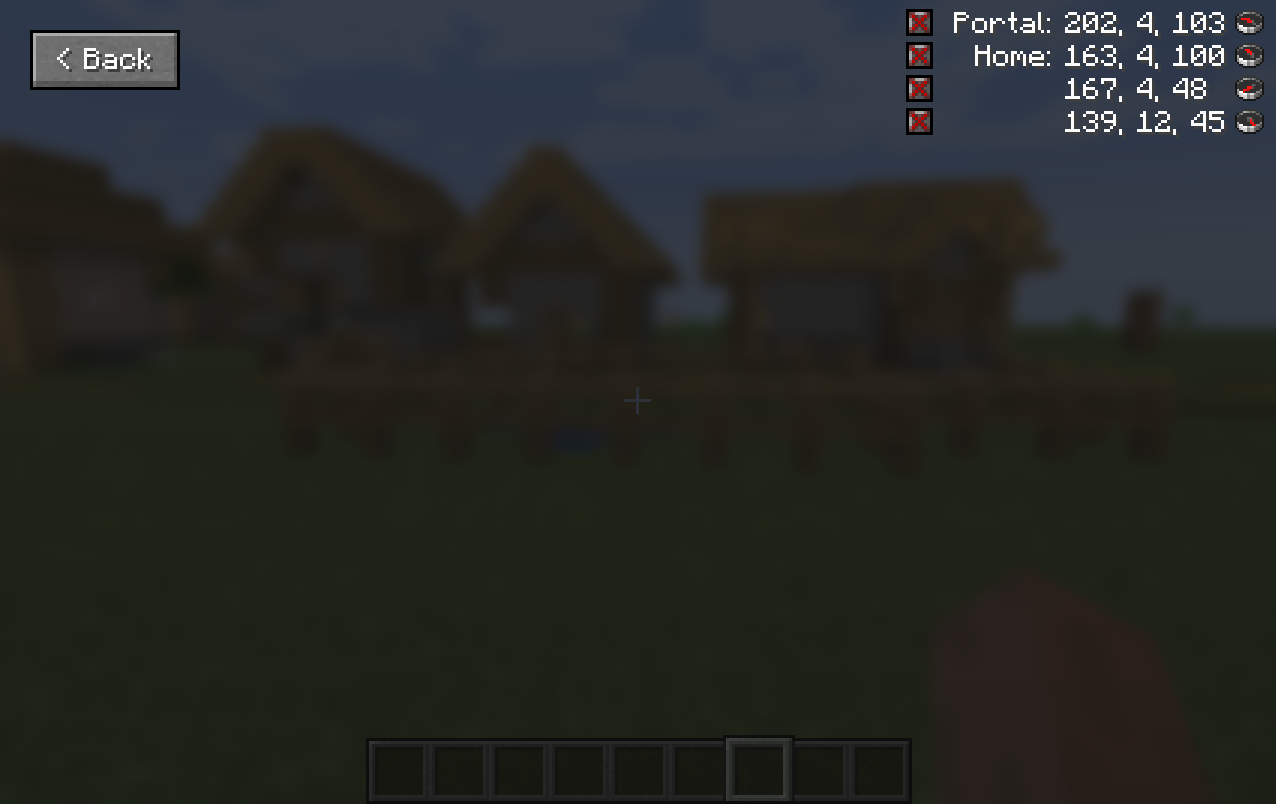 < Back
Portal: 202, 4, 103
Home: 163, 4, 100
167, 4, 48
139, 12, 45